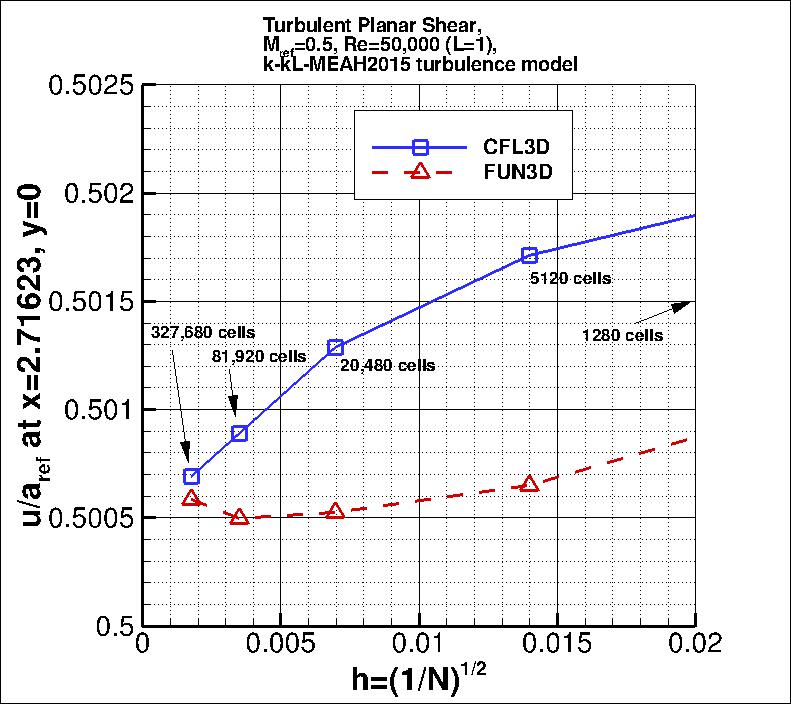 Turbulent Planar Shear,
Mref=0.5, Re=50,000 (L=1),
k-kL-MEAH2015 turbulence model
0.5025
CFL3D
FUN3D
0.502
0.5015
5120 cells
327,680 cells
1280 cells
81,920 cells
20,480 cells
0.501
0.5005
0.5
u/aref at x=2.71623, y=0
0
0.005
0.01
0.015
0.02
h=(1/N)1/2